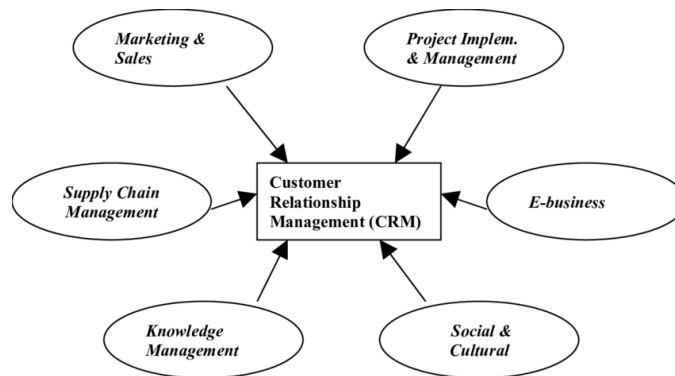 Marketing &
Sales
Project Implem.
& Management
Supply Chain
Management
Customer
Relationship
Management (CRM)
E-business
Knowledge
Management
Social &
Cultural